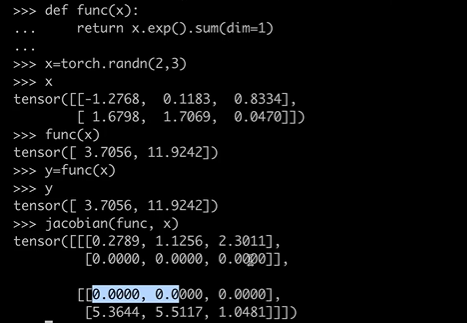 >>> def func(x):
...     return x.exp().sum(dim=1)
...
>>> x=torch.randn(2,3)
>>> x
tensor([[-1.2768,  0.1183,  0.8334],
        [ 1.6798,  1.7069,  0.0470]])
>>> func(x)
tensor([ 3.7056, 11.9242])
>>> y=func(x)
>>> y
tensor([ 3.7056, 11.9242])
>>> jacobian(func, x)
tensor([[[0.2789, 1.1256, 2.3011],
         [0.0000, 0.0000, 0.0000]],
        [[0.0000, 0.0000, 0.0000],
         [5.3644, 5.5117, 1.0481]]])